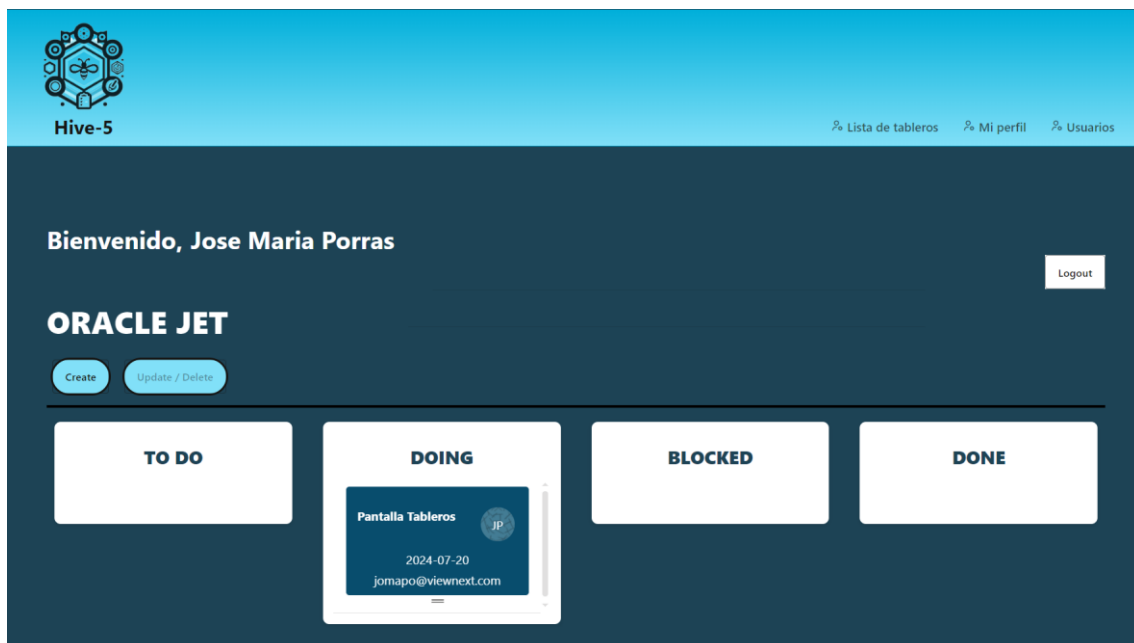 Hive-5
Lista de tableros
Mi perfil
Usuarios
Bienvenido, Jose Maria Porras
Logout
ORACLE JET
Create
Update / Delete
TO DO
DOING
BLOCKED
DONE
Pantalla Tableros
JP
2024-07-20
jomapo@viewnext.com